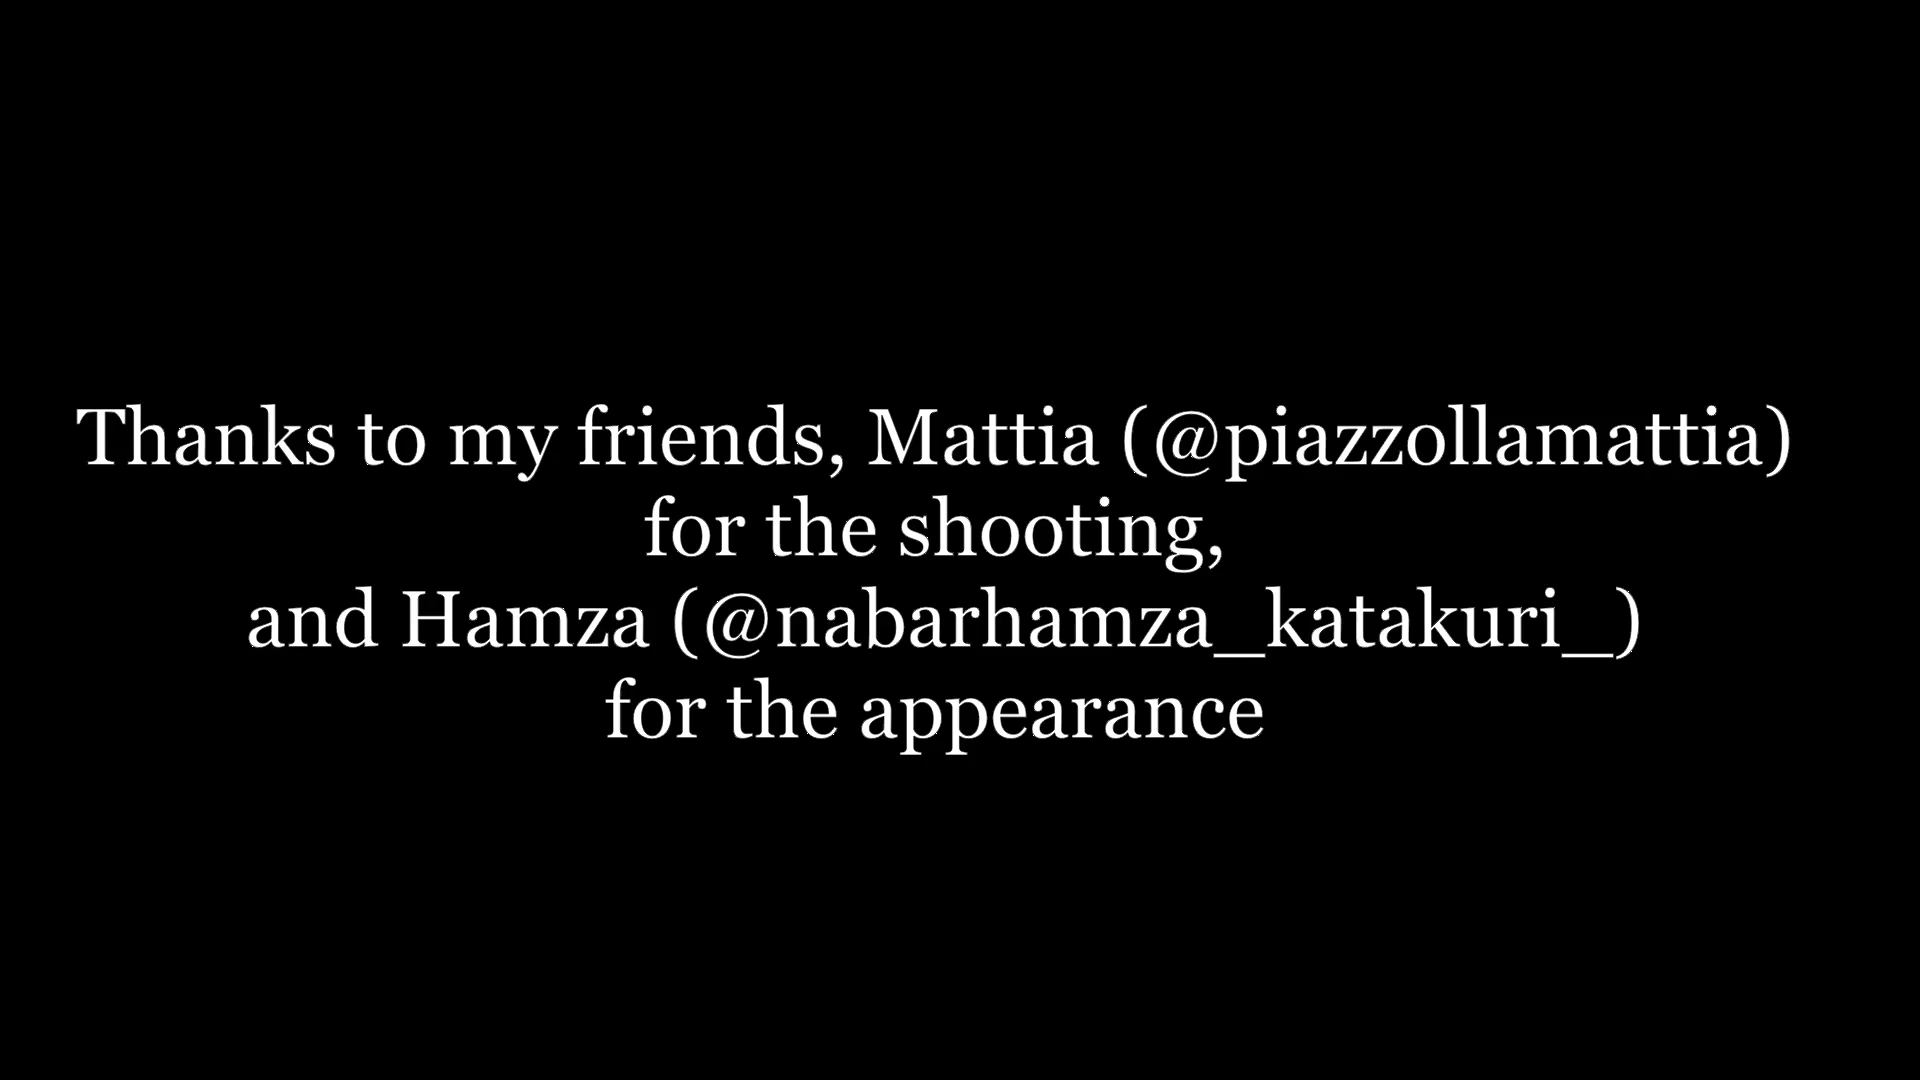 Thanks to my friends, Mattia (@piazzollamattia)
for the shooting,
and Hamza (@nabarhamza_katakuri_)
for the appearance